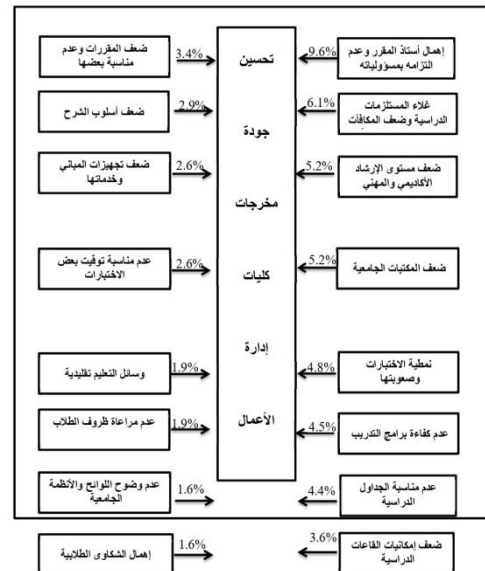 تحسين
جودة
مخرجات
كليات
إدارة
الأعمال
إهمال أستاذ المقرر وعدم
التزامه بمسؤولياته
9.6%
غلاء المستلزمات
الدراسية وضعف المكافآت
6.1%
ضعف مستوى الإرشاد
الأكاديمي والمهني
5.2%
ضعف المكتبات الجامعية
5.2%
نمطية الاختبارات
وصعوبتها
4.8%
عدم كفاءة برامج التدريب
4.5%
عدم مناسبة الجداول
الدراسية
4.4%
ضعف إمكانيات القاعات
الدراسية
3.6%
ضعف المقررات وعدم
مناسبة بعضها
3.4%
ضعف أسلوب الشرح
2.9%
ضعف تجهيزات المباني
وخدماتها
2.6%
عدم مناسبة توقيت بعض
الاختبارات
2.6%
وسائل التعليم تقليدية
1.9%
عدم مراعاة ظروف الطلاب
1.9%
عدم وضوح اللوائح والأنظمة
الجامعية
1.6%
إهمال الشكاوى الطلابية
1.6%